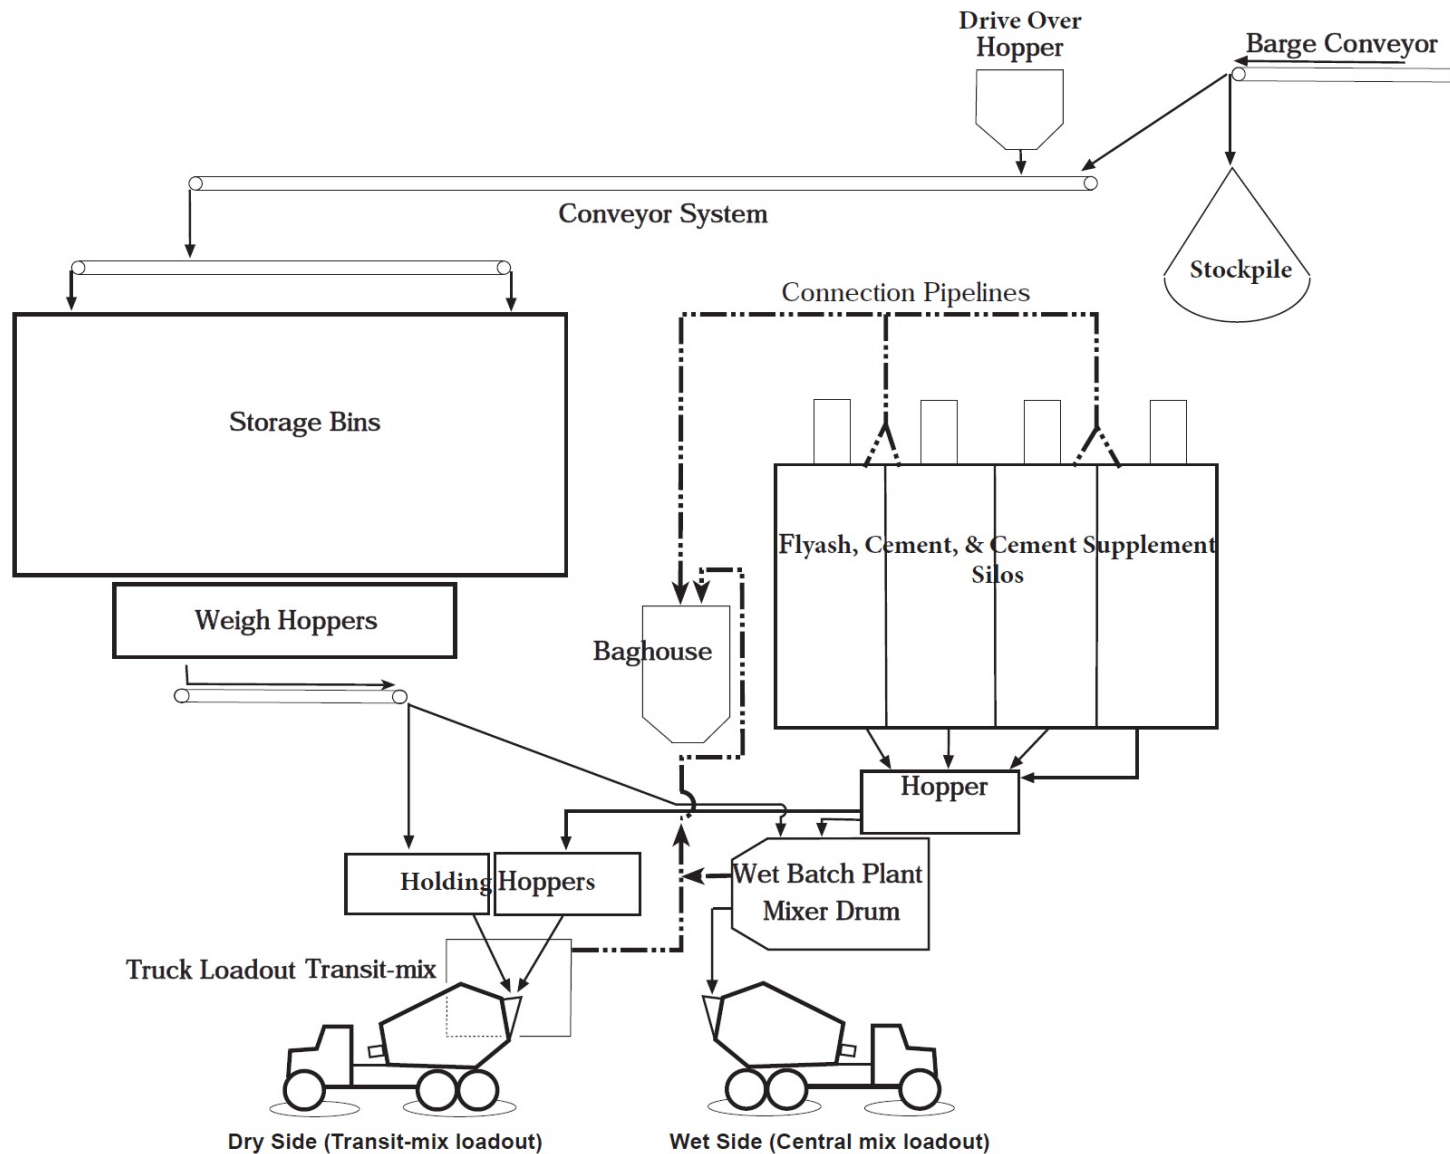 Drive Over
Hopper
Barge Conveyor
Conveyor System
Stockpile
Connection Pipelines
Storage Bins
Flyash, Cement, & Cement Supplement
Silos
Weigh Hoppers
Baghouse
Hopper
Holding Hoppers
Wet Batch Plant
Mixer Drum
Truck Loadout Transit-mix
Dry Side (Transit-mix loadout)
Wet Side (Central mix loadout)